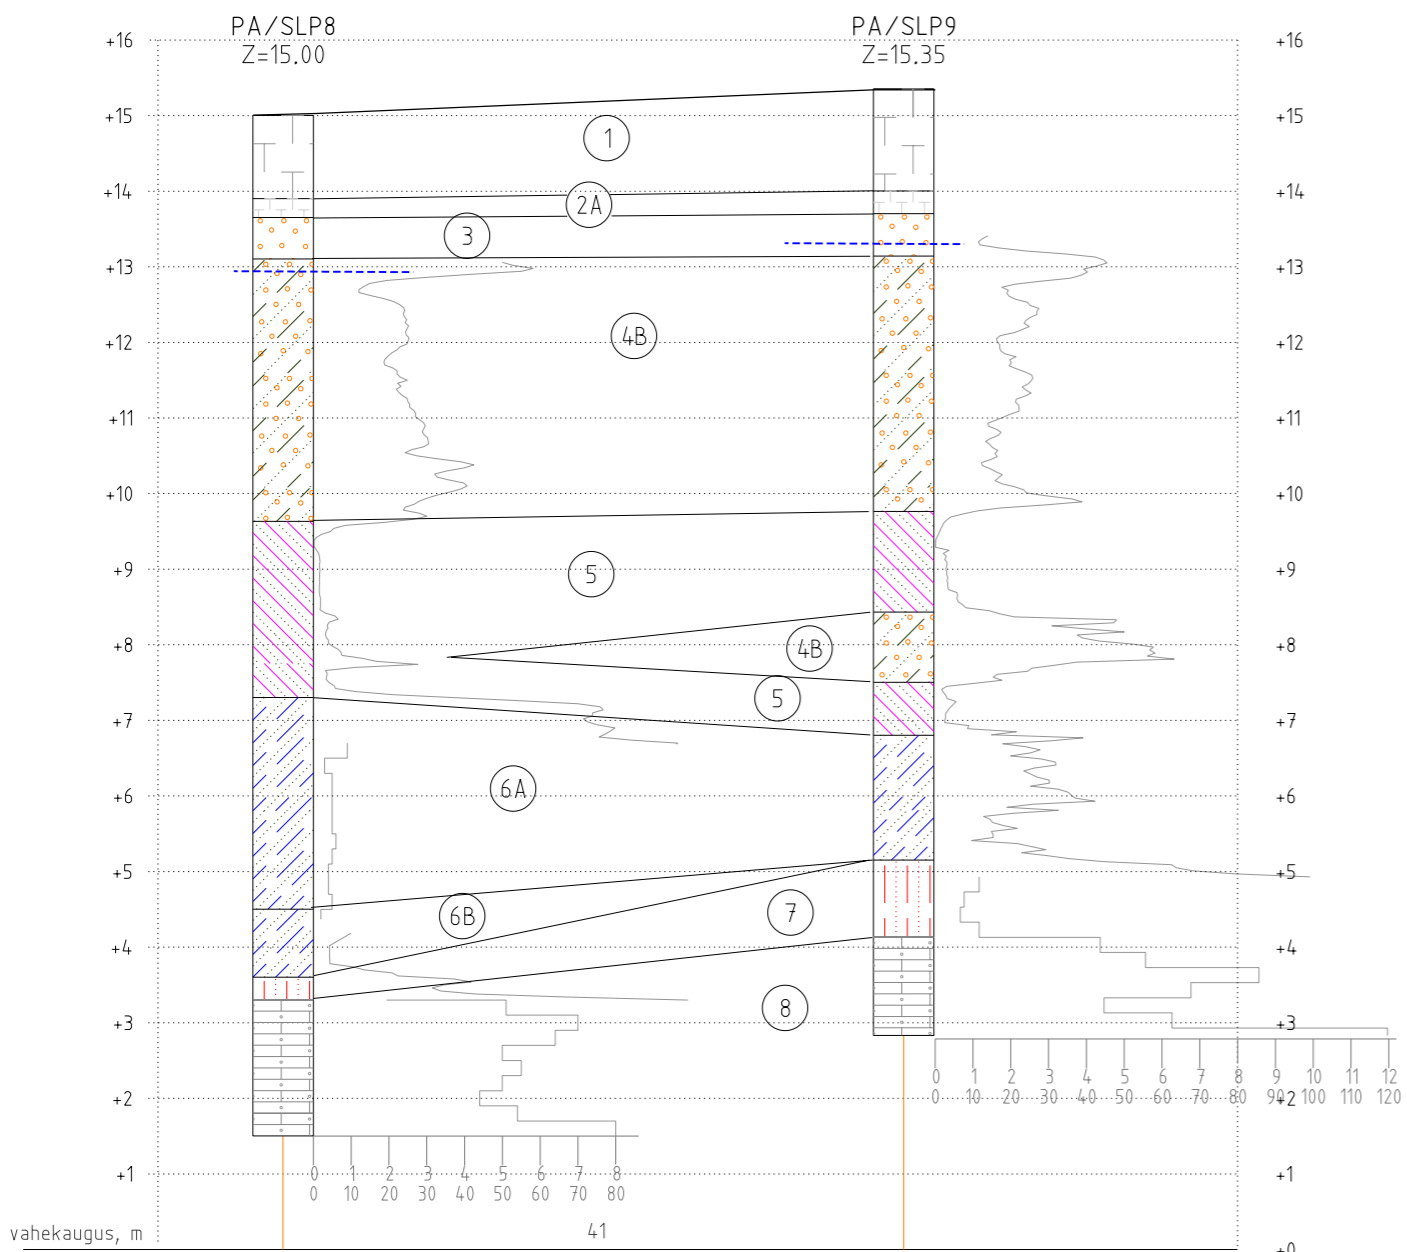 PA/SLP8 PA/SLP9
Z=15.00 Z=15.35
+16 +16
+15 +15
1
+14 +14
2A
3
+13 +13
4B
+12 +12
+11 +11
+10 +10
5
+9 +9
4B
+8 +8
5
+7 +7
6A
+6 +6
+5 +5
6B 7
+4 +4
8
+3 +3
0 1 2 3 4 5 6 7 8 9 10 11 12
0 10 20 30 40 50 60 70 80 90 100 110 120
+2 +2
+1 0 1 2 3 4 5 6 7 8 +1
0 10 20 30 40 50 60 70 80
vahekaugus, m 41
+0